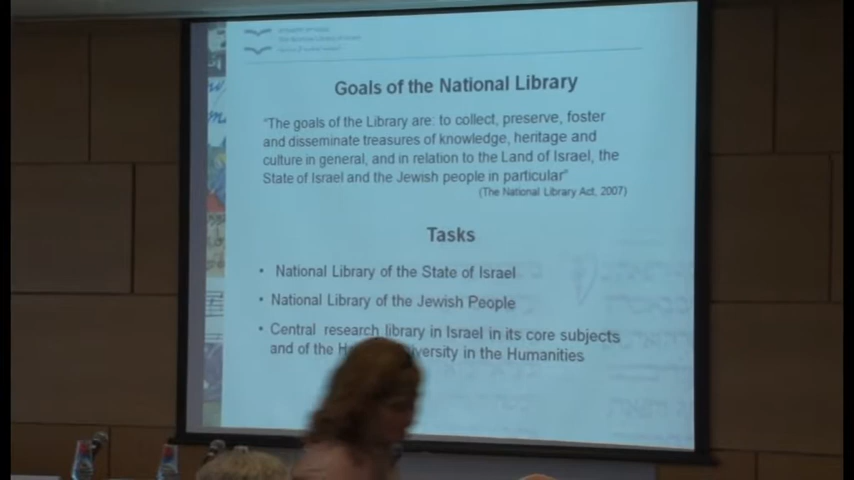 Goals of the National Library
"The goals of the Library are: to collect, preserve, foster
and disseminate treasures of knowledge, heritage and
culture in general, and in relation to the Land of Israel, the
State of Israel and the Jewish people in particular"
(The National Library Act, 2007)
Tasks
• National Library of the State of Israel
• National Library of the Jewish People
• Central research library in Israel in its core subjects
and of the in the Humanities